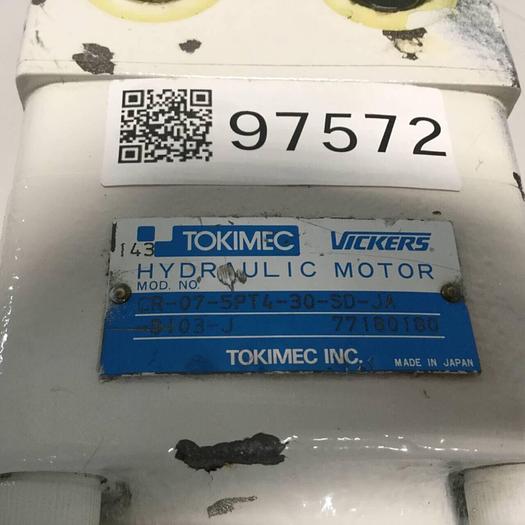 97572
143 TOKIMEC VICKERS
HYDRAULIC MOTOR
MOD. NO.
CR-07-5PT4-30-SD-JA
77180180
TOKIMEC INC. MADE IN JAPAN